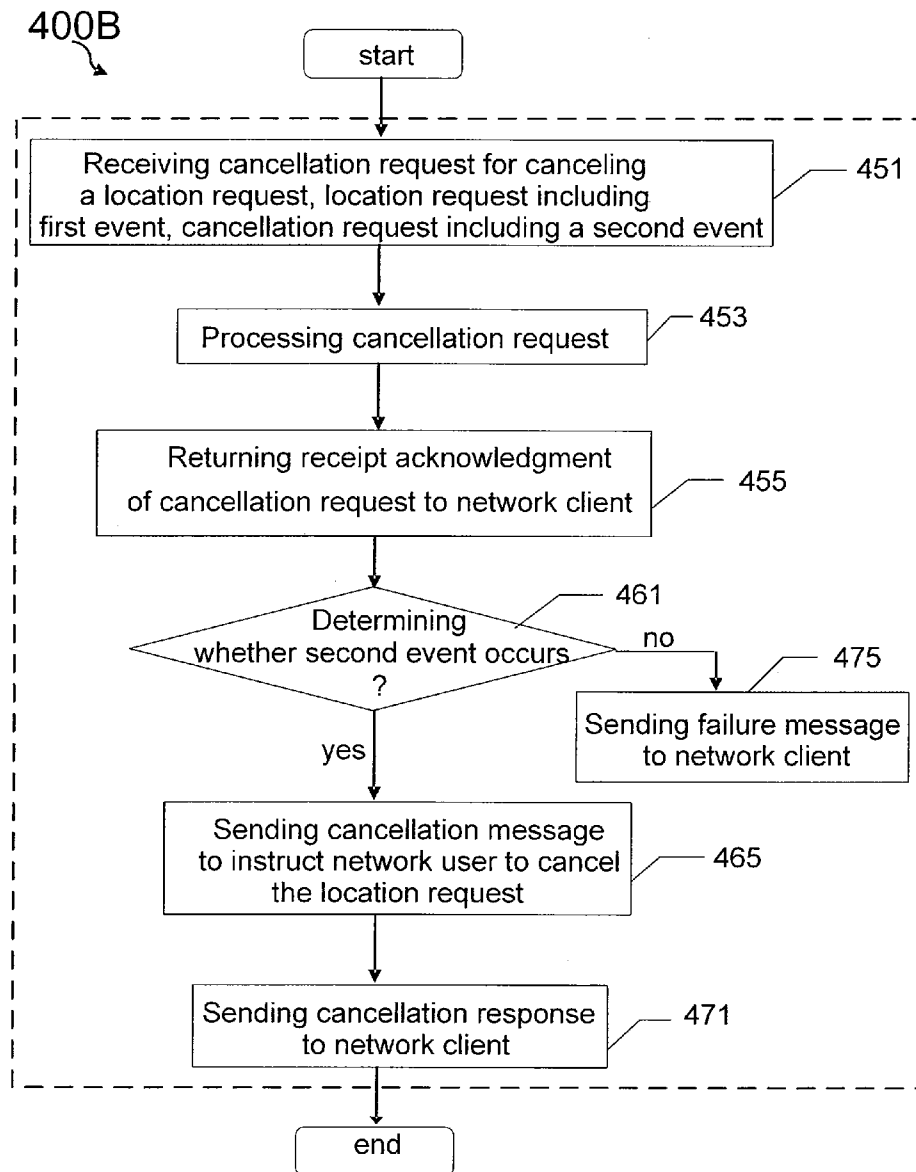 400B
start
Receiving cancellation request for canceling
a location request, location request including
first event, cancellation request including a second event
451
Processing cancellation request
453
Returning receipt acknowledgment
of cancellation request to network client
455
Determining
whether second event occurs
?
461
no
475
Sending failure message
to network client
yes
Sending cancellation message
to instruct network user to cancel
the location request
465
Sending cancellation response
to network client
471
end